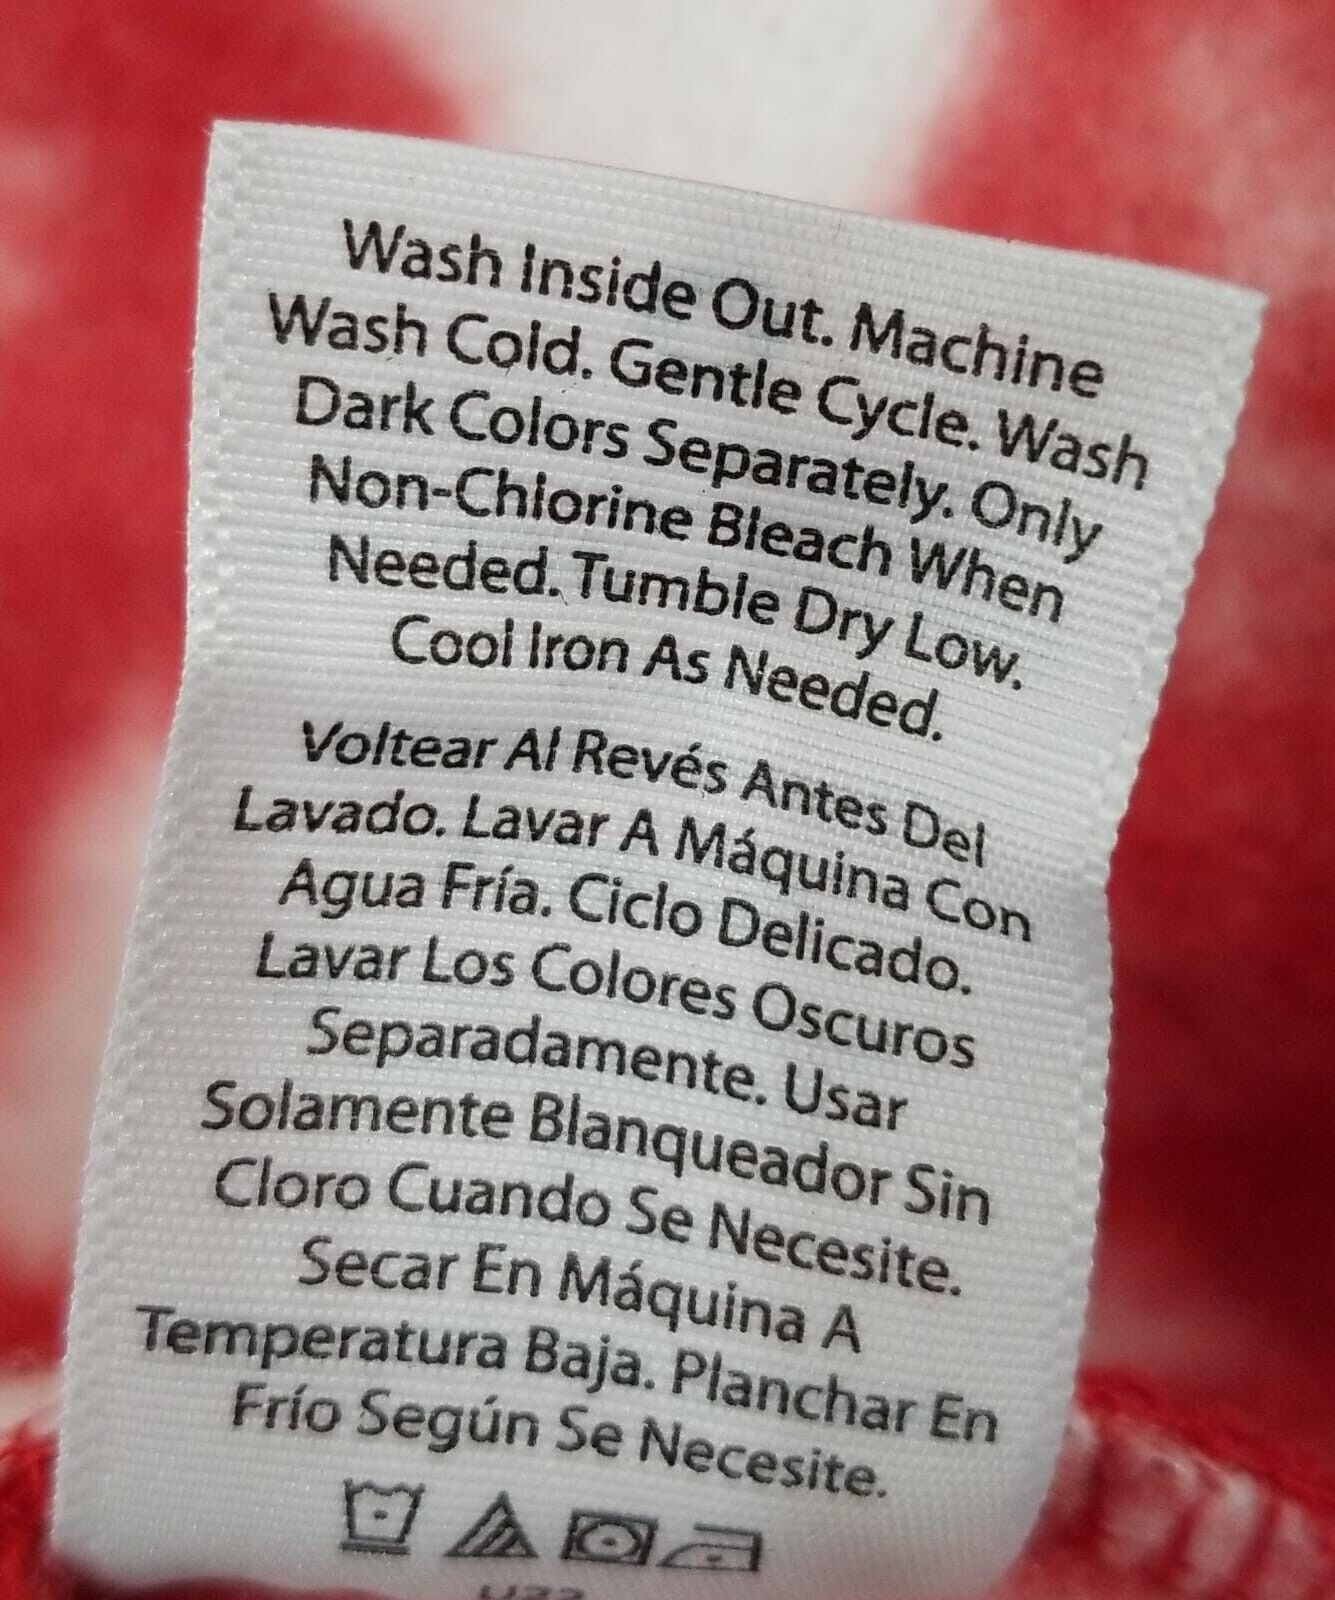 Wash Inside Out. Machine
Wash Cold. Gentle Cycle. Wash
Dark Colors Separately. Only
Non-Chlorine Bleach When
Needed. Tumble Dry Low.
Cool Iron As Needed.
Voltear Al Revés Antes Del
Lavado. Lavar A Máquina Con
Agua Fría. Ciclo Delicado.
Lavar Los Colores Oscuros
Separadamente. Usar
Solamente Blanqueador Sin
Cloro Cuando Se Necesite.
Secar En Máquina A
Temperatura Baja. Planchar En
Frío Según Se Necesite.